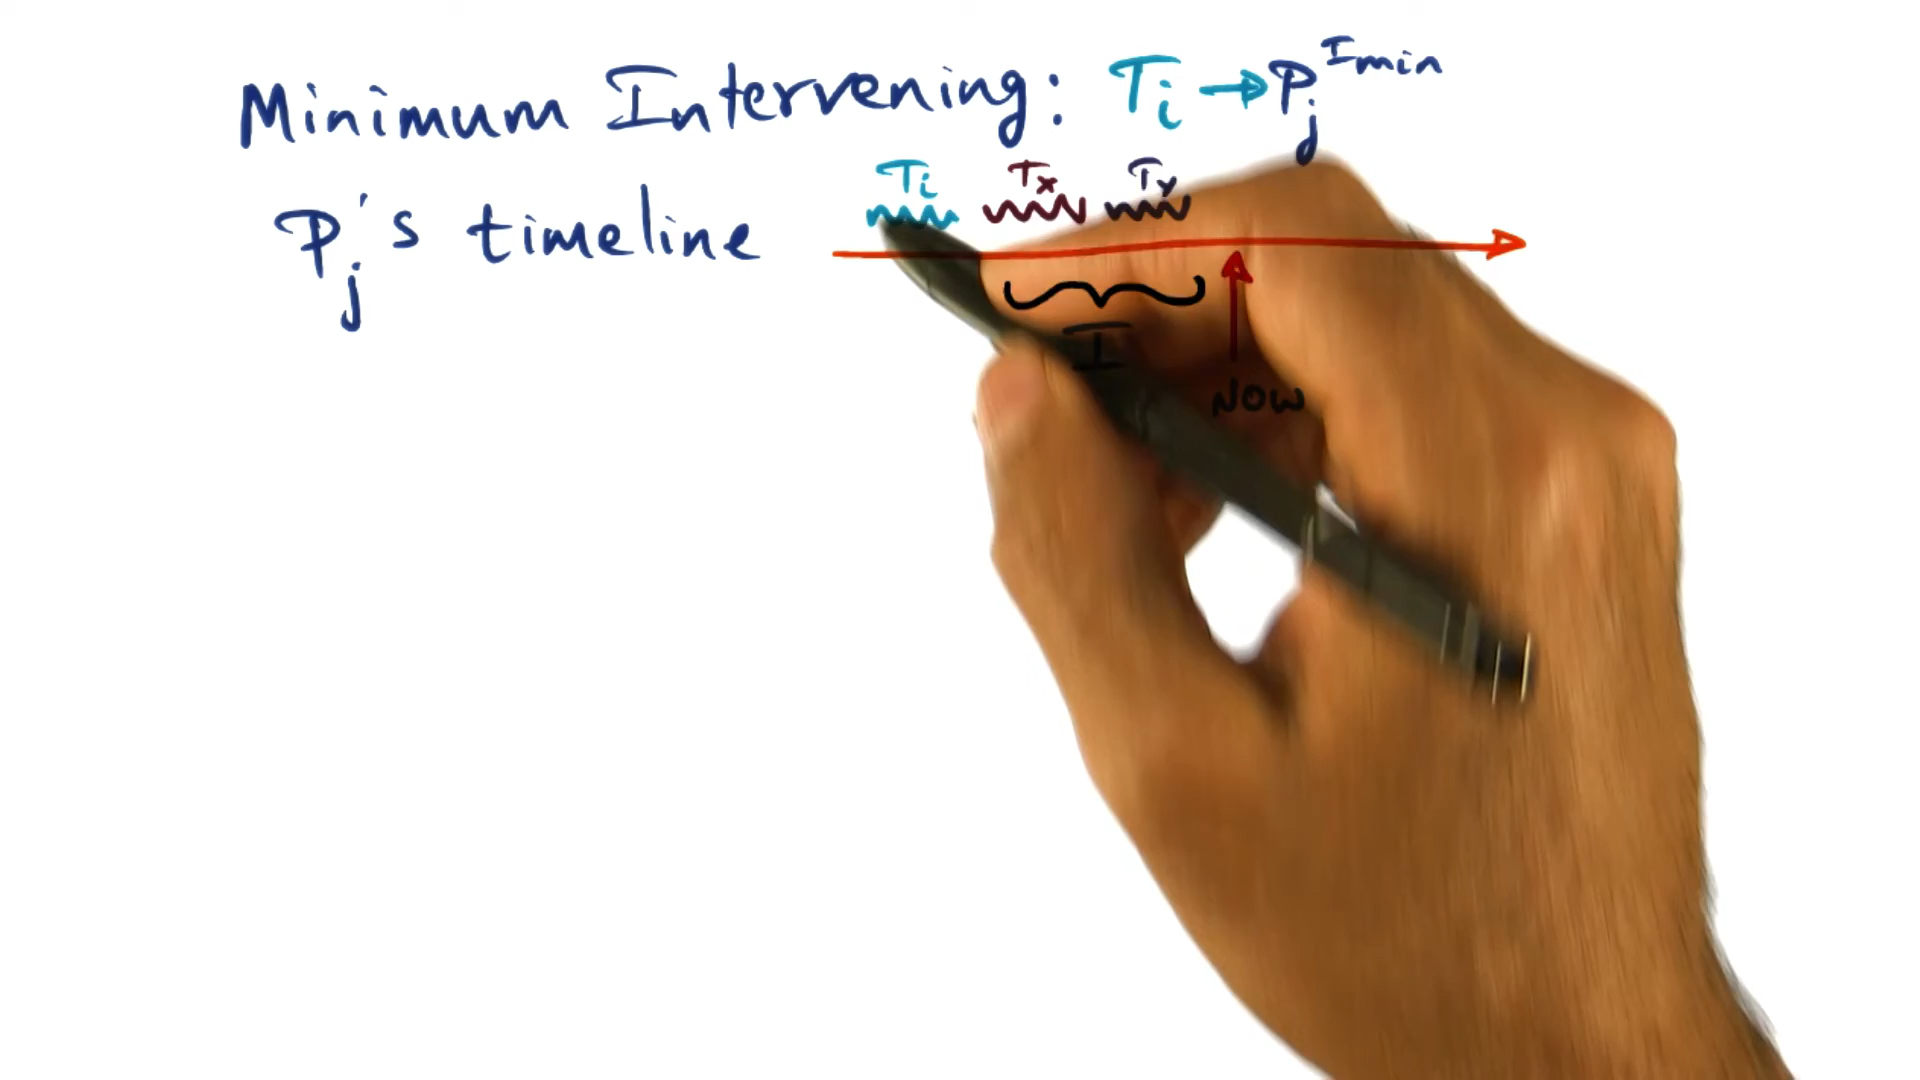 Minimum Intervening: Ti → Pj^Imin
Ti Tx Ty
Pj's timeline
I
NOW